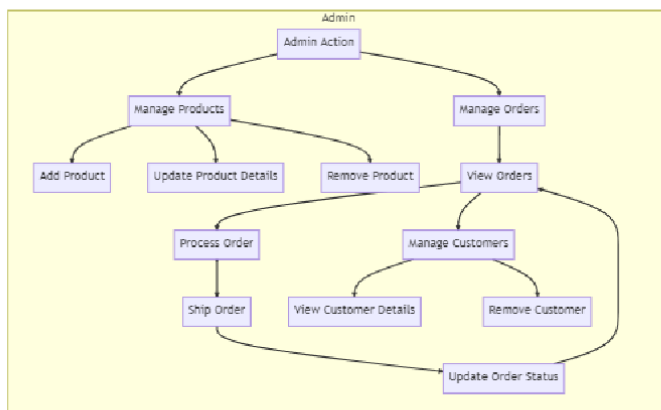 Admin
Admin Action
Manage Products
Manage Orders
Add Product
Update Product Details
Remove Product
View Orders
Process Order
Manage Customers
Ship Order
View Customer Details
Remove Customer
Update Order Status